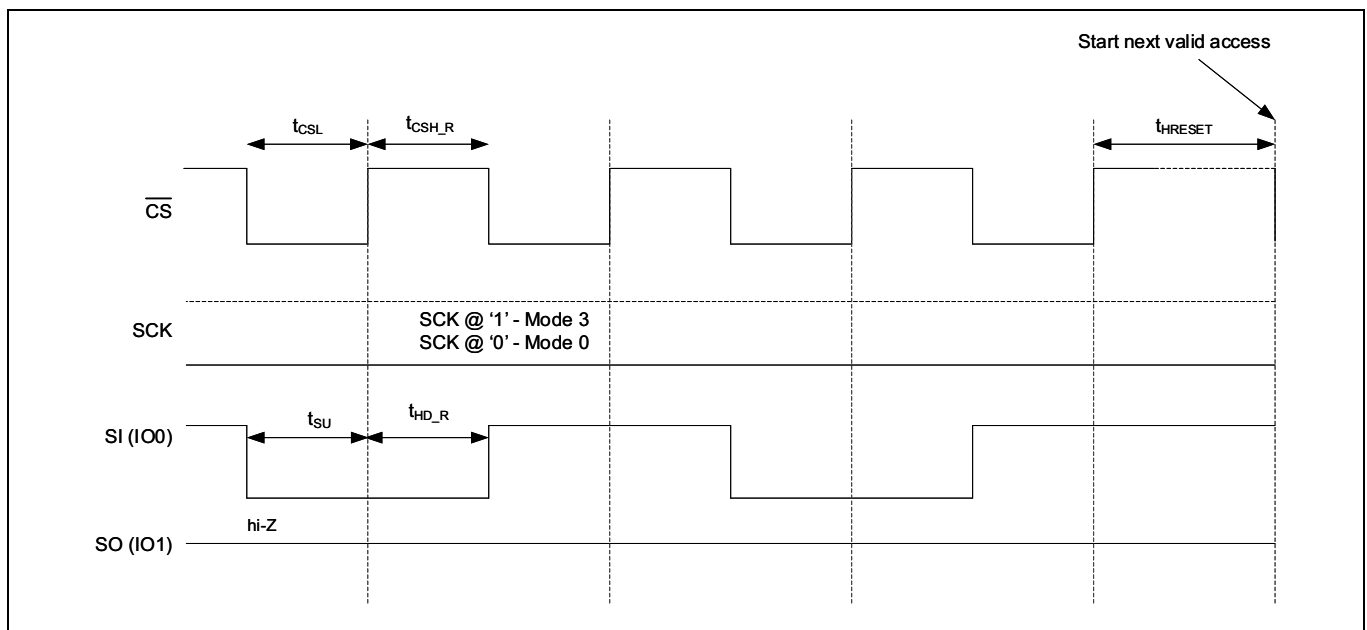 Start next valid access
tCSL
tCSH_R
tHRESET
CS
SCK
SCK @ ‘1’ - Mode 3
SCK @ ‘0’ - Mode 0
tSU
tHD_R
SI (IO0)
hi-Z
SO (IO1)